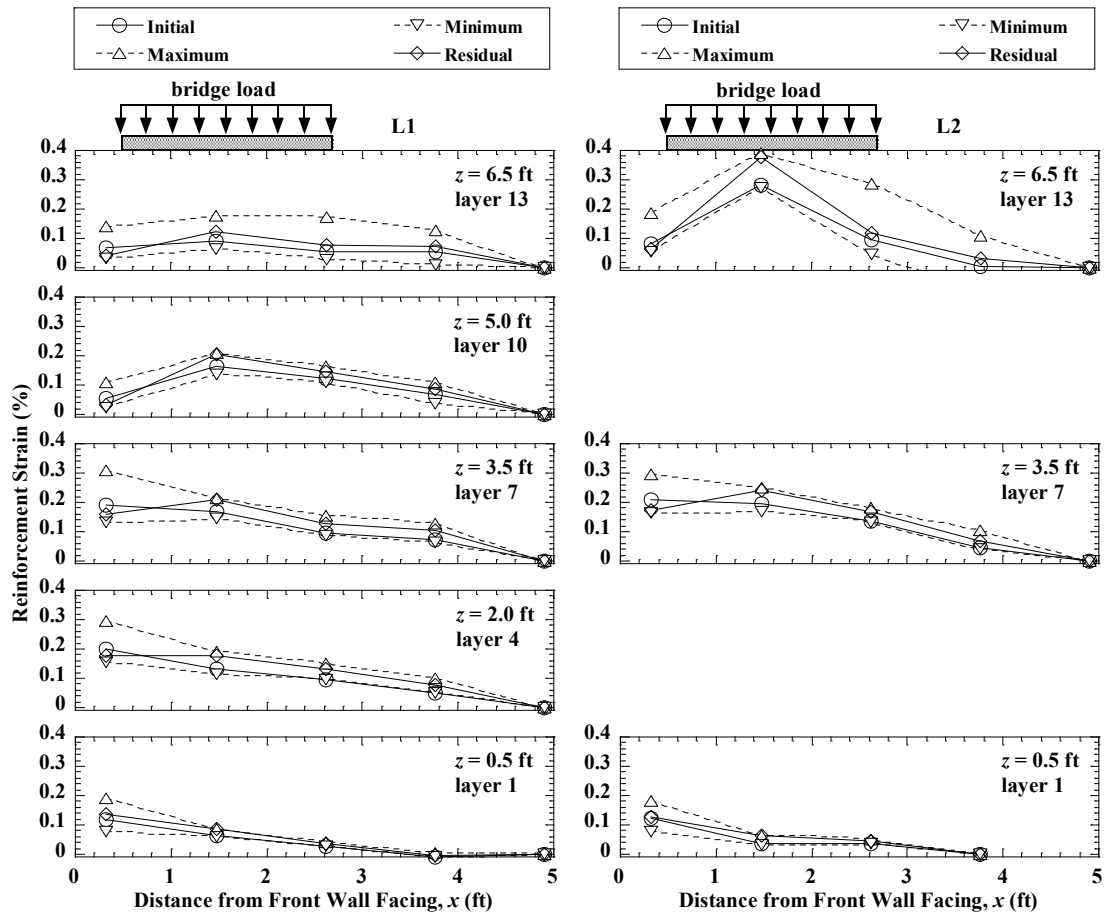 Initial
Minimum
Maximum
Residual
bridge load
L1
0.4
0.3
0.2
0.1
0
z = 6.5 ft
layer 13
0.4
0.3
0.2
0.1
0
z = 5.0 ft
layer 10
0.4
0.3
0.2
0.1
0
z = 3.5 ft
layer 7
0.4
0.3
0.2
0.1
0
z = 2.0 ft
layer 4
0.4
0.3
0.2
0.1
0
z = 0.5 ft
layer 1
0 1 2 3 4 5
Distance from Front Wall Facing, x (ft)
Reinforcement Strain (%)
Initial
Minimum
Maximum
Residual
bridge load
L2
0.4
0.3
0.2
0.1
0
z = 6.5 ft
layer 13
0.4
0.3
0.2
0.1
0
z = 3.5 ft
layer 7
0.4
0.3
0.2
0.1
0
z = 0.5 ft
layer 1
0 1 2 3 4 5
Distance from Front Wall Facing, x (ft)